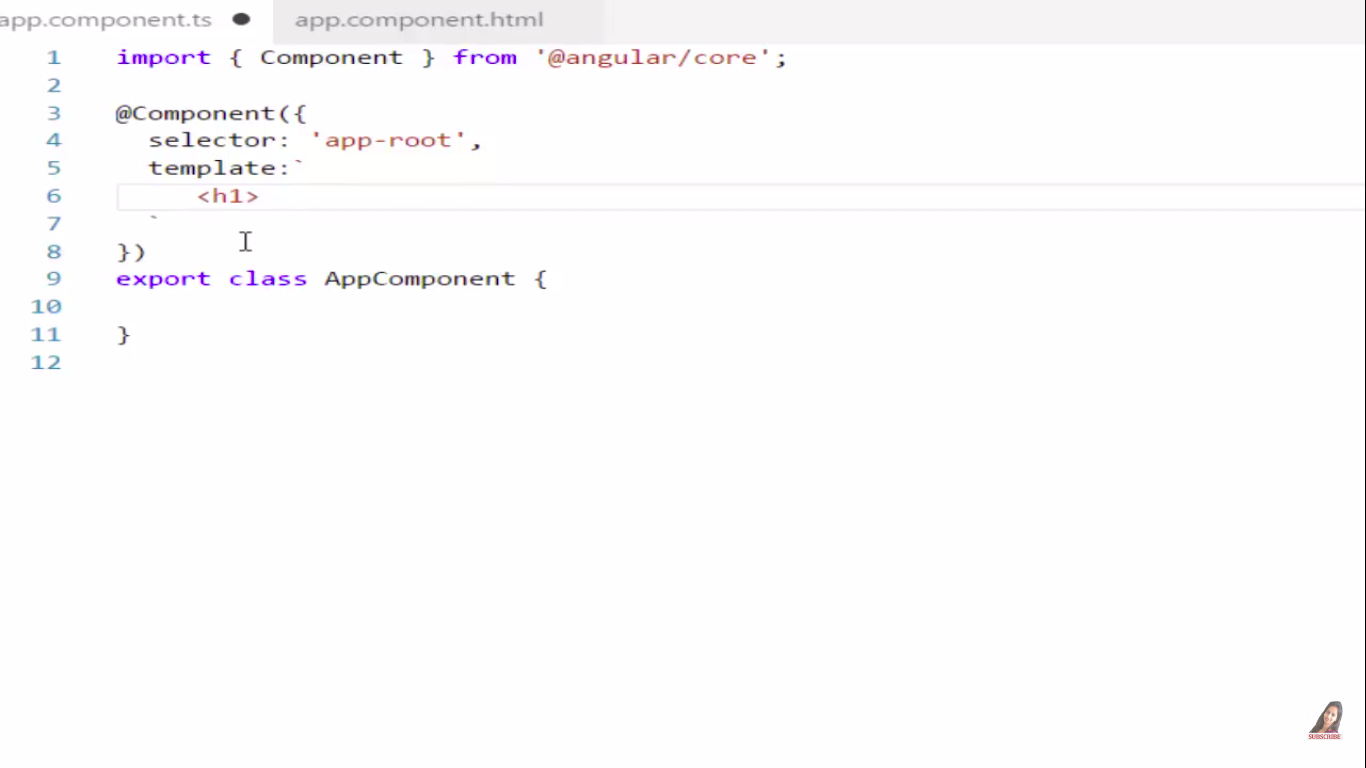 app.component.ts ● app.component.html
1 import { Component } from '@angular/core';
2
3 @Component({
4   selector: 'app-root',
5   template:`
6      <h1>
7   `
8 })
9 export class AppComponent {
10
11 }
12
SUBSCRIBE